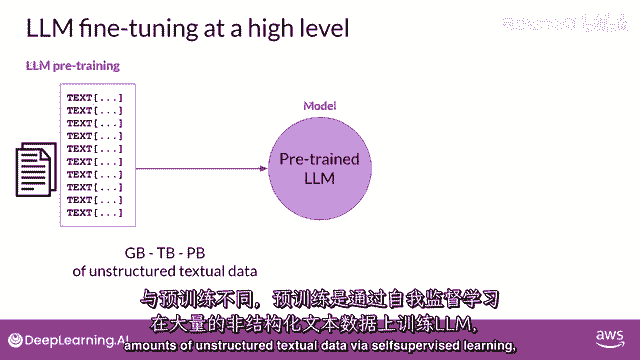 LLM fine-tuning at a high level
LLM pre-training
TEXT[...]
TEXT[...]
TEXT[...]
TEXT[...]
TEXT[...]
TEXT[...]
TEXT[...]
TEXT[...]
TEXT[...]
TEXT[...]
TEXT[...]
Model
Pre-trained
LLM
GB - TB - PB
of unstructured textual data
与预训练不同，预训练是通过自我监督学习
在大量的非结构化文本数据上训练LLM，
amounts of unstructured textual data via selfsupervised learning,
DeepLearning.AI
aws